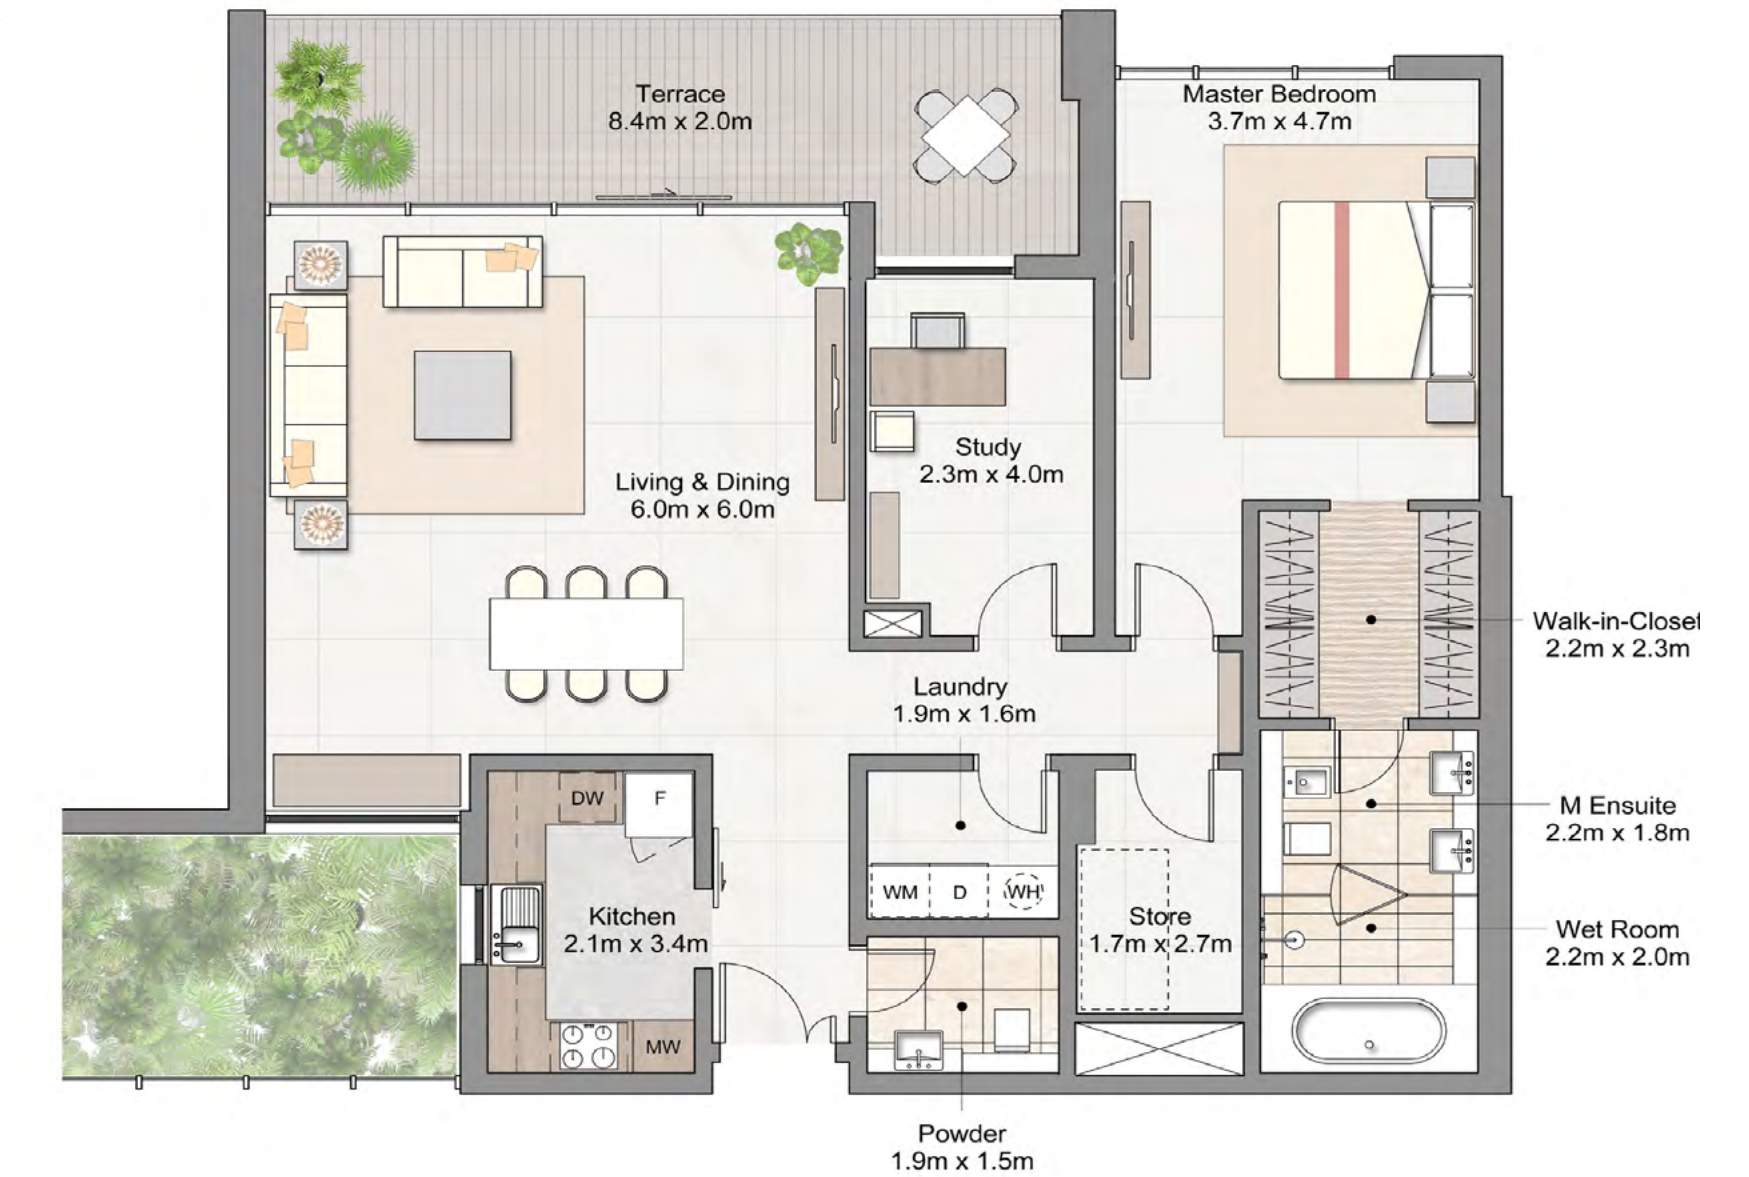 Terrace
8.4m x 2.0m
Master Bedroom
3.7m x 4.7m
Study
2.3m x 4.0m
Living & Dining
6.0m x 6.0m
Walk-in-Closet
2.2m x 2.3m
Laundry
1.9m x 1.6m
DW
F
M Ensuite
2.2m x 1.8m
WM
D
WH
Kitchen
2.1m x 3.4m
Store
1.7m x 2.7m
Wet Room
2.2m x 2.0m
MW
Powder
1.9m x 1.5m